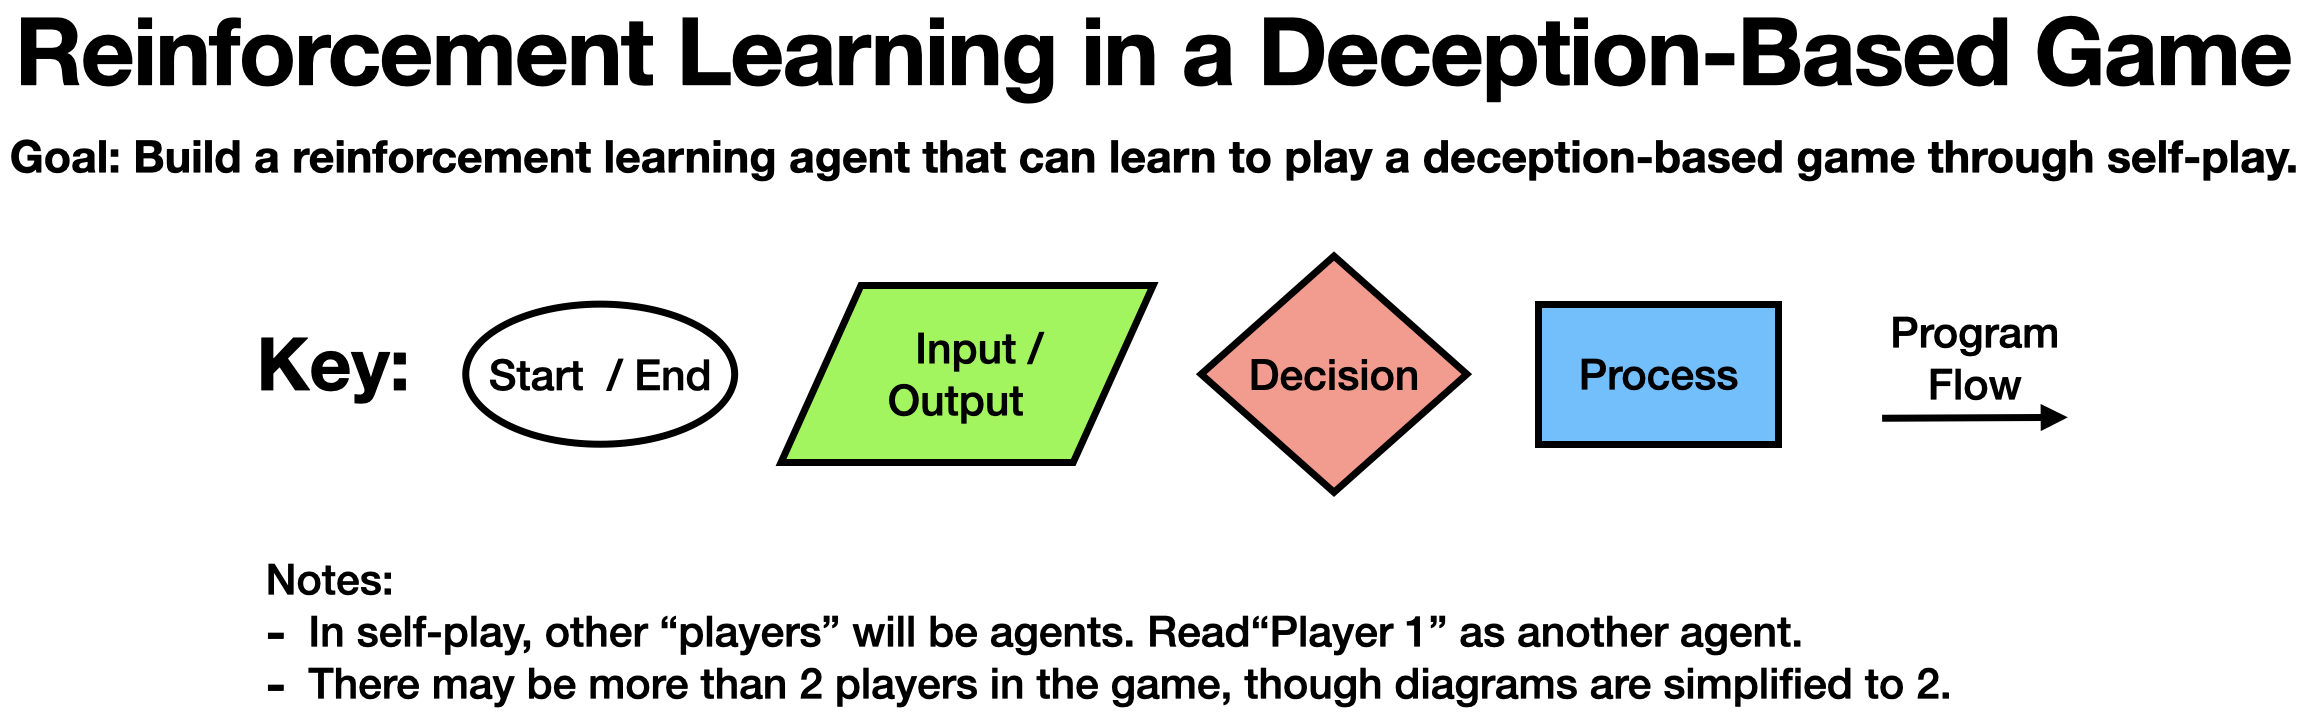 Reinforcement Learning in a Deception-Based Game
Goal: Build a reinforcement learning agent that can learn to play a deception-based game through self-play.
Key:
Start / End
Input /
Output
Decision
Process
Program
Flow
Notes:
- In self-play, other “players” will be agents. Read“Player 1” as another agent.
- There may be more than 2 players in the game, though diagrams are simplified to 2.